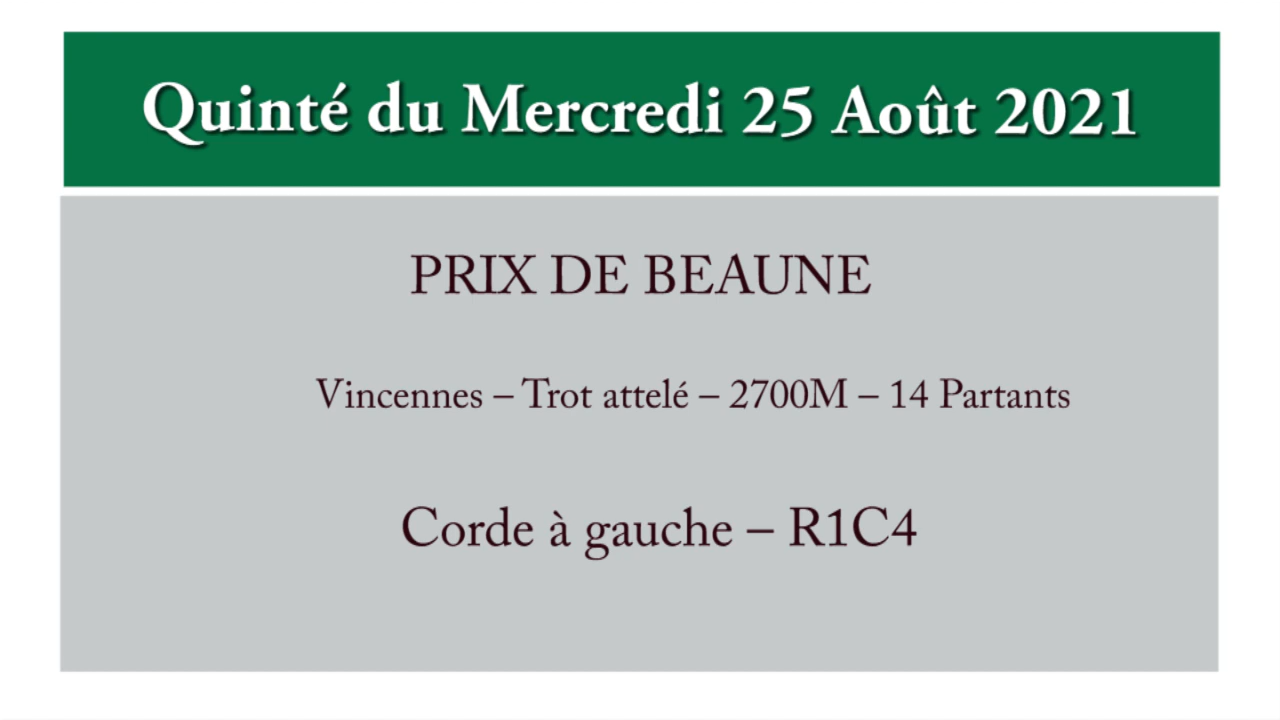 Quinté du Mercredi 25 Août 2021
PRIX DE BEAUNE
Vincennes – Trot attelé – 2700M – 14 Partants
Corde à gauche – R1C4